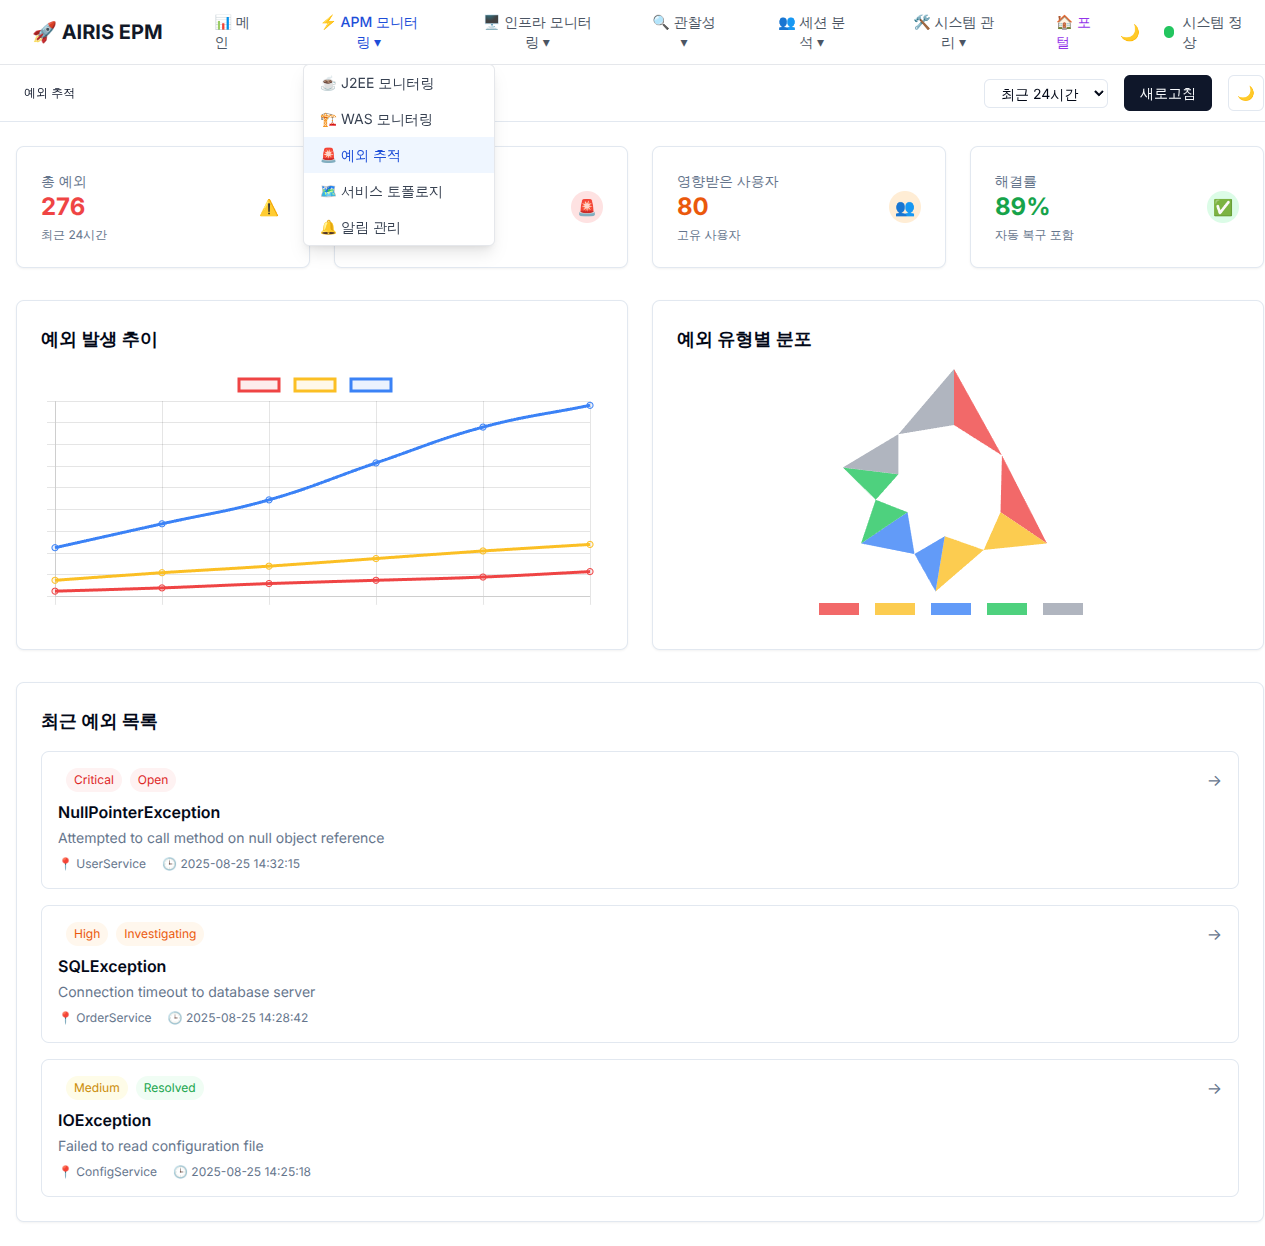 🚀 AIRIS EPM
📊 메
인
⚡ APM 모니터
링 ▾
🖥️ 인프라 모니터
링 ▾
🔍 관찰성
▾
👥 세션 분
석 ▾
🛠️ 시스템 관
리 ▾
🏠 포
털
🌙
시스템 정
상
예외 추적
최근 24시간
새로고침
🌙
☕ J2EE 모니터링
🏗️ WAS 모니터링
🚨 예외 추적
🗺️ 서비스 토폴로지
🔔 알림 관리
총 예외
276
최근 24시간
영향받은 사용자
80
고유 사용자
해결률
89%
자동 복구 포함
예외 발생 추이
예외 유형별 분포
최근 예외 목록
Critical Open
→
NullPointerException
Attempted to call method on null object reference
📍 UserService 🕒 2025-08-25 14:32:15
High Investigating
→
SQLException
Connection timeout to database server
📍 OrderService 🕒 2025-08-25 14:28:42
Medium Resolved
→
IOException
Failed to read configuration file
📍 ConfigService 🕒 2025-08-25 14:25:18